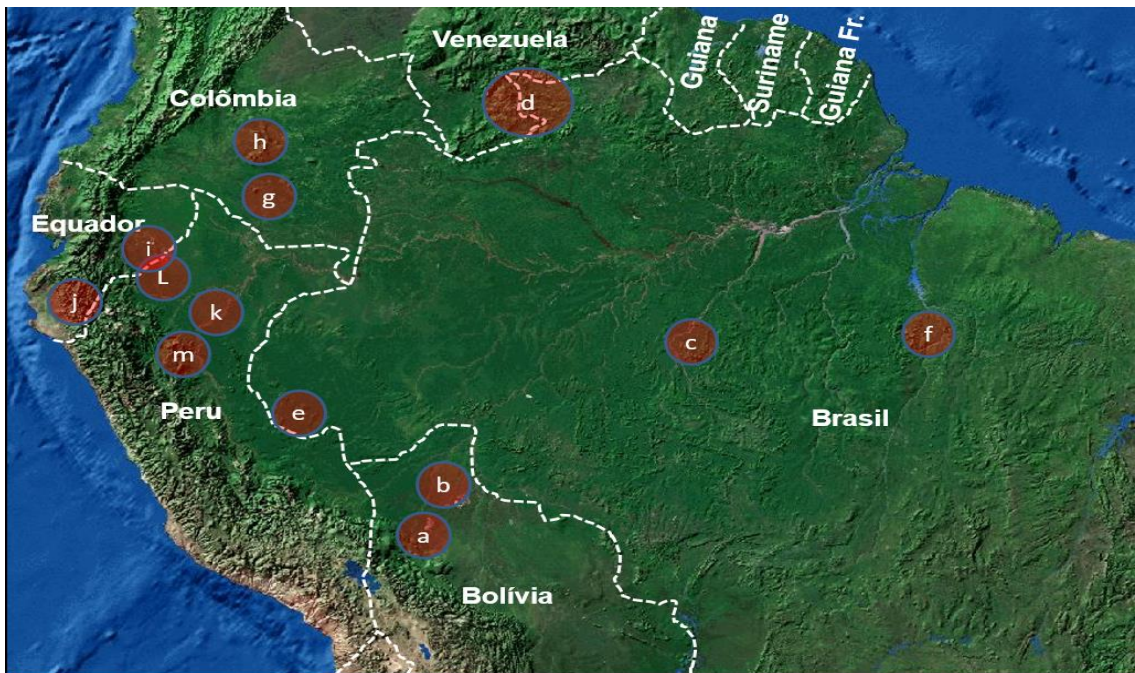 Venezuela
Guiana
Suriname
Guiana Fr.
Colômbia
d
h
g
Equador
i
L
j
k
m
c
f
Peru
e
Brasil
b
a
Bolívia